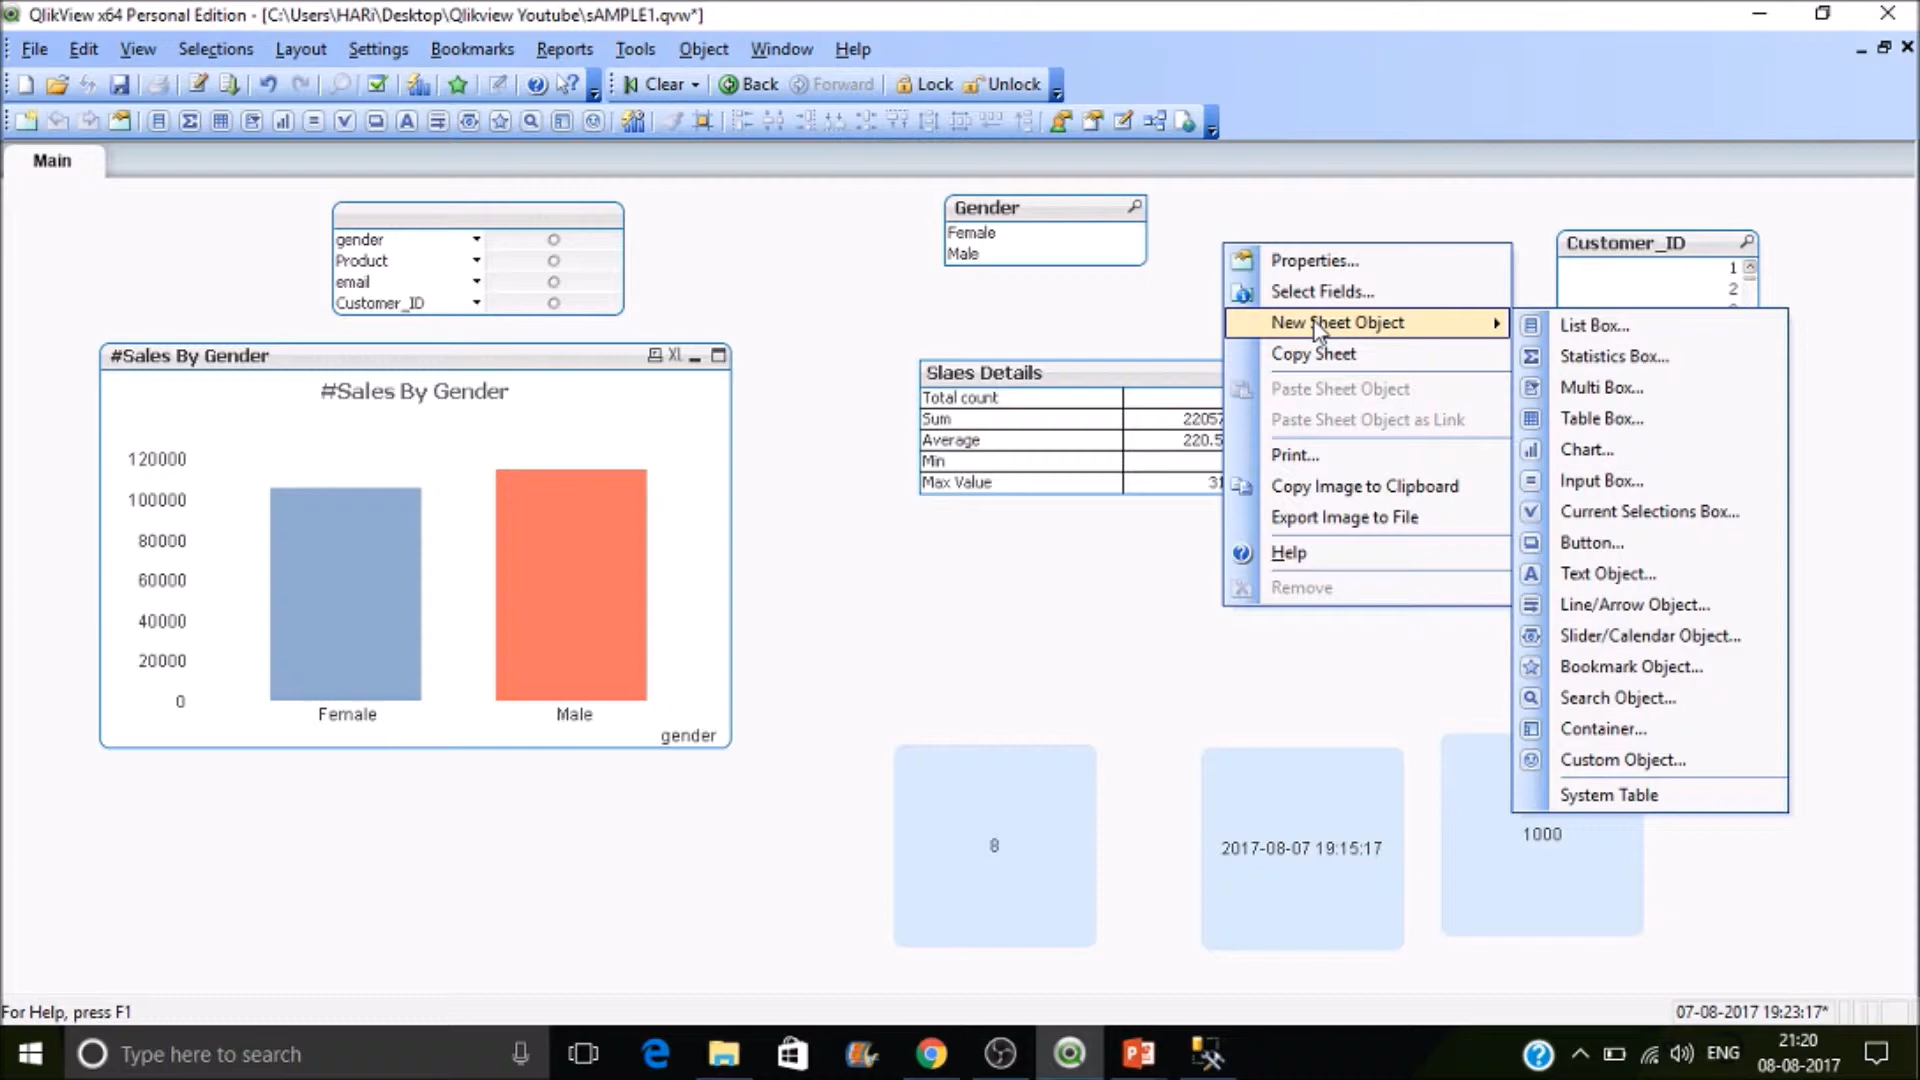 QlikView x64 Personal Edition - [C:\Users\HARi\Desktop\Qlikview Youtube\sAMPLE1.qvw*]
File Edit View Selections Layout Settings Bookmarks Reports Tools Object Window Help
Clear Back Forward Lock Unlock
Main
gender
Product
email
Customer_ID
Gender
Female
Male
Customer_ID
1
2
#Sales By Gender XL
#Sales By Gender
120000
100000
80000
60000
40000
20000
0
Female Male
gender
Slaes Details
Total count
Sum 22057
Average 220.5
Min
Max Value 31
Properties...
Select Fields...
New Sheet Object
Copy Sheet
Paste Sheet Object
Paste Sheet Object as Link
Print...
Copy Image to Clipboard
Export Image to File
Help
Remove
List Box...
Statistics Box...
Multi Box...
Table Box...
Chart...
Input Box...
Current Selections Box...
Button...
Text Object...
Line/Arrow Object...
Slider/Calendar Object...
Bookmark Object...
Search Object...
Container...
Custom Object...
System Table
8
2017-08-07 19:15:17
1000
For Help, press F1
07-08-2017 19:23:17*
Type here to search
ENG
21:20
08-08-2017